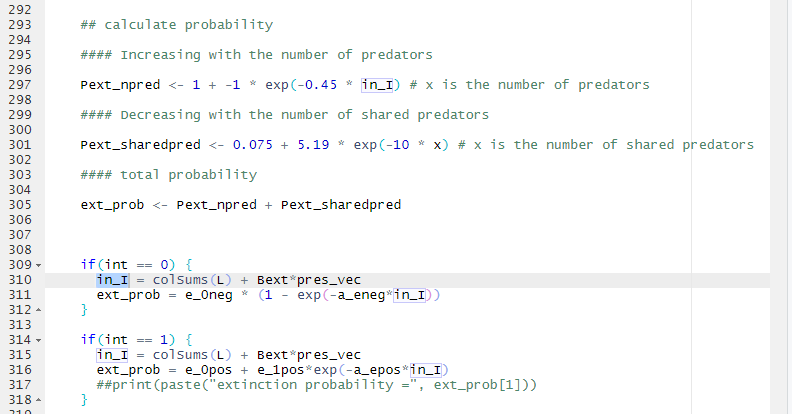 292
293 ## calculate probability
294
295 #### Increasing with the number of predators
296
297 Pext_npred <- 1 + -1 * exp(-0.45 * in_I) # x is the number of predators
298
299 #### Decreasing with the number of shared predators
300
301 Pext_sharedpred <- 0.075 + 5.19 * exp(-10 * x) # x is the number of shared predators
302
303 #### total probability
304
305 ext_prob <- Pext_npred + Pext_sharedpred
306
307
308
309 if(int == 0) {
310 in_I = colSums(L) + Bext*pres_vec
311 ext_prob = e_0neg * (1 - exp(-a_eneg*in_I))
312 }
313
314 if(int == 1) {
315 in_I = colSums(L) + Bext*pres_vec
316 ext_prob = e_0pos + e_1pos*exp(-a_epos*in_I)
317 ##print(paste("extinction probability =", ext_prob[1]))
318 }